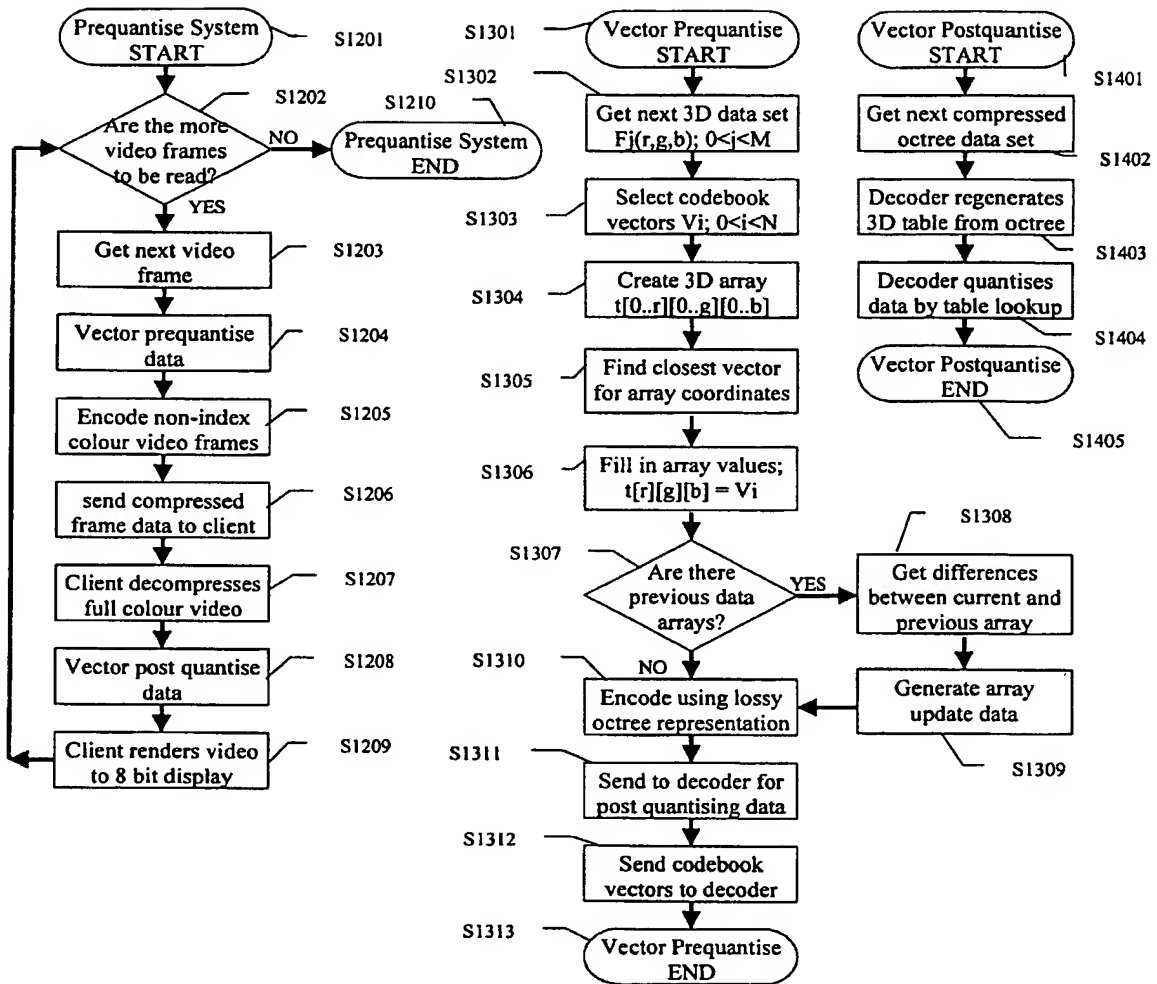 Prequantise System
START
S1201
S1202
Are the more
video frames
to be read?
NO
S1210
Prequantise System
END
YES
Get next video
frame
S1203
Vector prequantise
data
S1204
Encode non-index
colour video frames
S1205
send compressed
frame data to client
S1206
Client decompresses
full colour video
S1207
Vector post quantise
data
S1208
Client renders video
to 8 bit display
S1209
S1301
Vector Prequantise
START
S1302
Get next 3D data set
Fj(r,g,b); 0<j<M
S1303
Select codebook
vectors Vi; 0<i<N
S1304
Create 3D array
t[0..r][0..g][0..b]
S1305
Find closest vector
for array coordinates
S1306
Fill in array values;
t[r][g][b] = Vi
S1307
Are there
previous data
arrays?
YES
S1308
Get differences
between current and
previous array
Generate array
update data
S1309
NO
S1310
Encode using lossy
octree representation
S1311
Send to decoder for
post quantising data
S1312
Send codebook
vectors to decoder
S1313
Vector Prequantise
END
Vector Postquantise
START
S1401
Get next compressed
octree data set
S1402
Decoder regenerates
3D table from octree
S1403
Decoder quantises
data by table lookup
S1404
Vector Postquantise
END
S1405